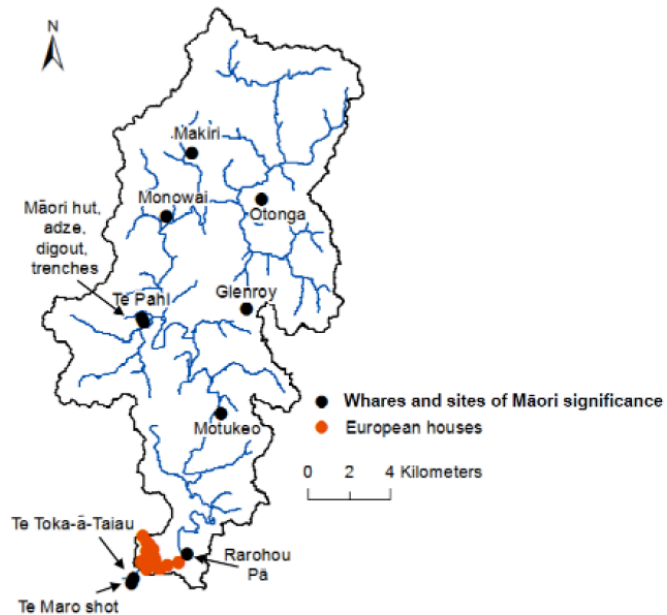 N
Makiri
Monowai
Otonga
Māori hut,
adze,
digout,
trenches
Te Pahl
Glenroy
Motukeo
Whares and sites of Māori significance
European houses
0 2 4 Kilometers
Te Toka-ā-Taiau
Rarohou
Pā
Te Maro shot